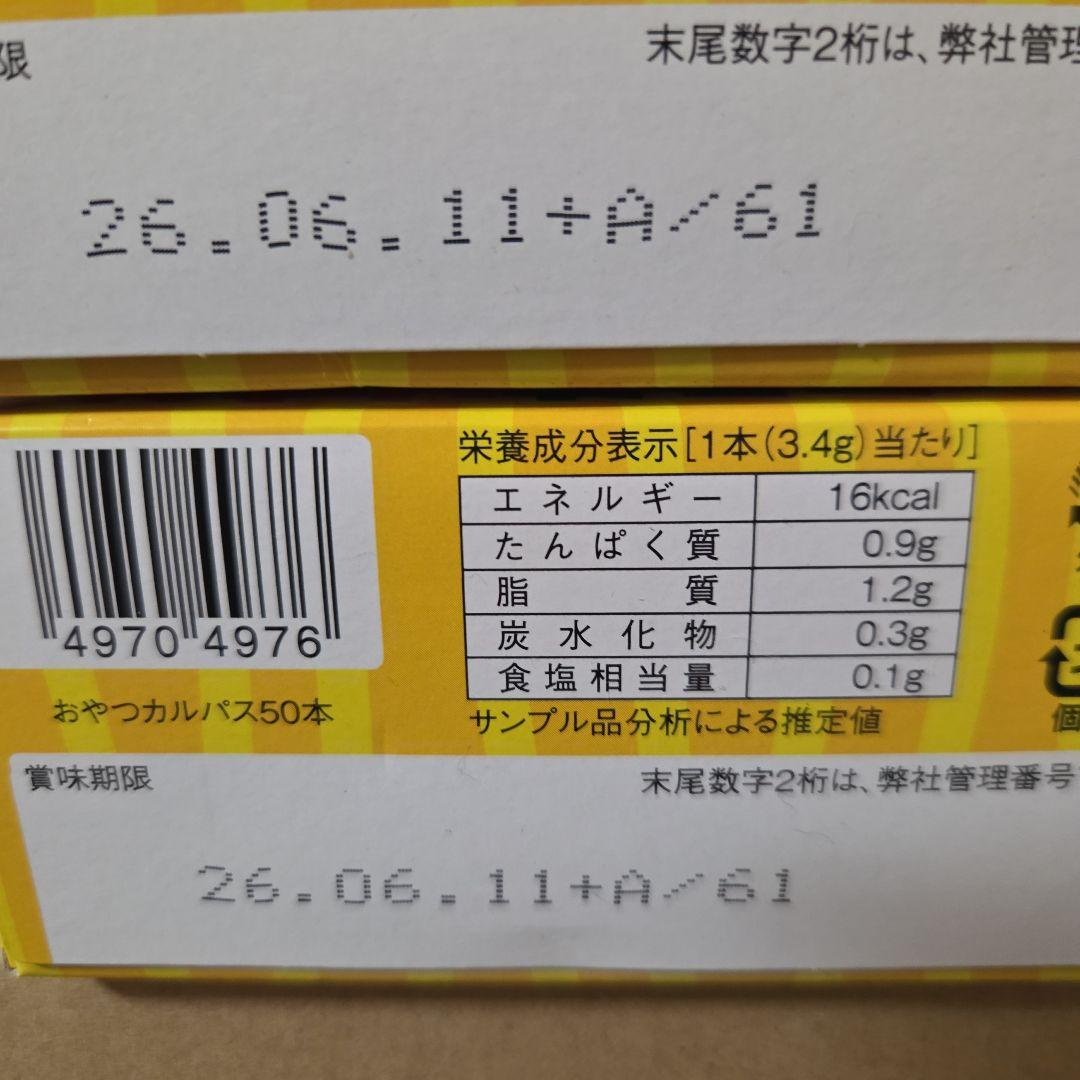 限
末尾数字2桁は、弊社管理
26.06.11+A/61
栄養成分表示[1本(3.4g)当たり]
エネルギー 16kcal
たんぱく質 0.9g
脂質 1.2g
炭水化物 0.3g
食塩相当量 0.1g
サンプル品分析による推定値
4970 4976
おやつカルパス50本
個
賞味期限
末尾数字2桁は、弊社管理番号
26.06.11+A/61